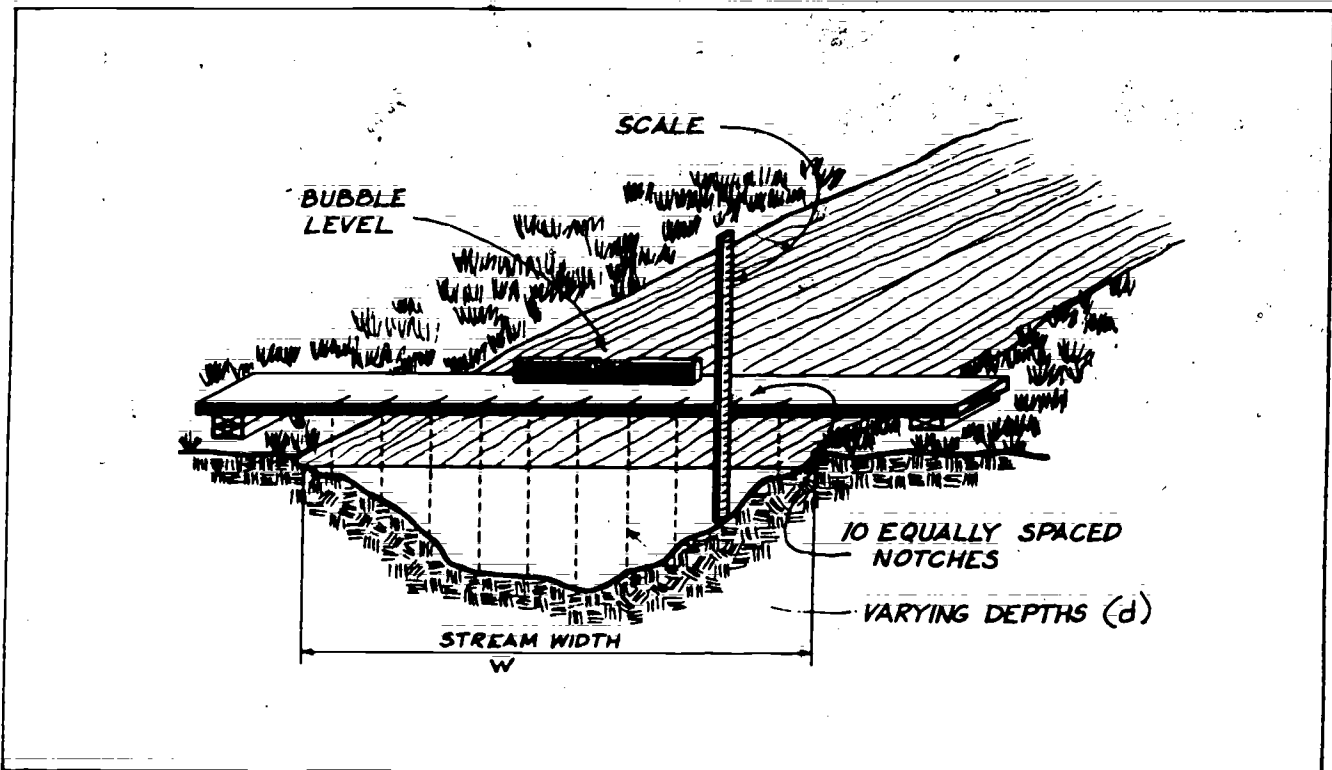 SCALE
BUBBLE
LEVEL
10 EQUALLY SPACED
NOTCHES
VARYING DEPTHS (d)
STREAM WIDTH
W